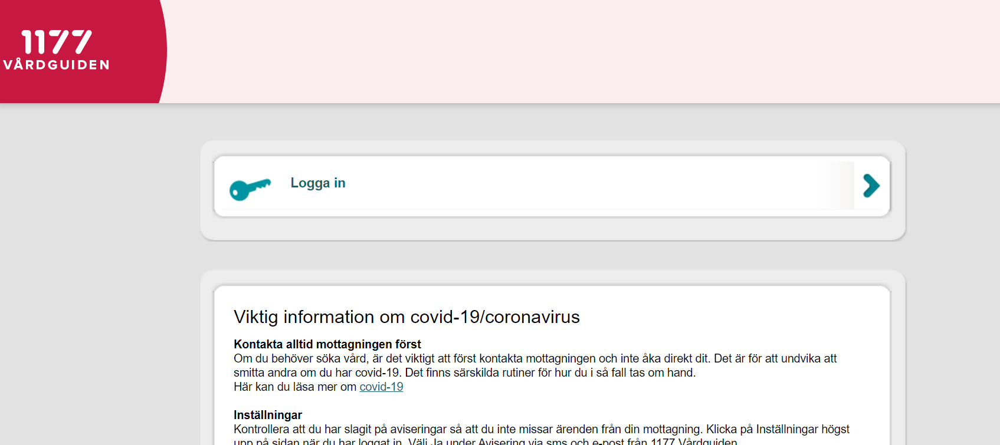 1177
VÅRDGUIDEN
Logga in
Viktig information om covid-19/coronavirus
Kontakta alltid mottagningen först
Om du behöver söka vård, är det viktigt att först kontakta mottagningen och inte åka direkt dit. Det är för att undvika att
smitta andra om du har covid-19. Det finns särskilda rutiner för hur du i så fall tas om hand.
Här kan du läsa mer om covid-19
Inställningar
Kontrollera att du har slagit på aviseringar så att du inte missar ärenden från din mottagning. Klicka på Inställningar högst
upp på sidan när du har loggat in. Välj Ja under Avisering via sms och e-post från 1177 Vårdguiden.